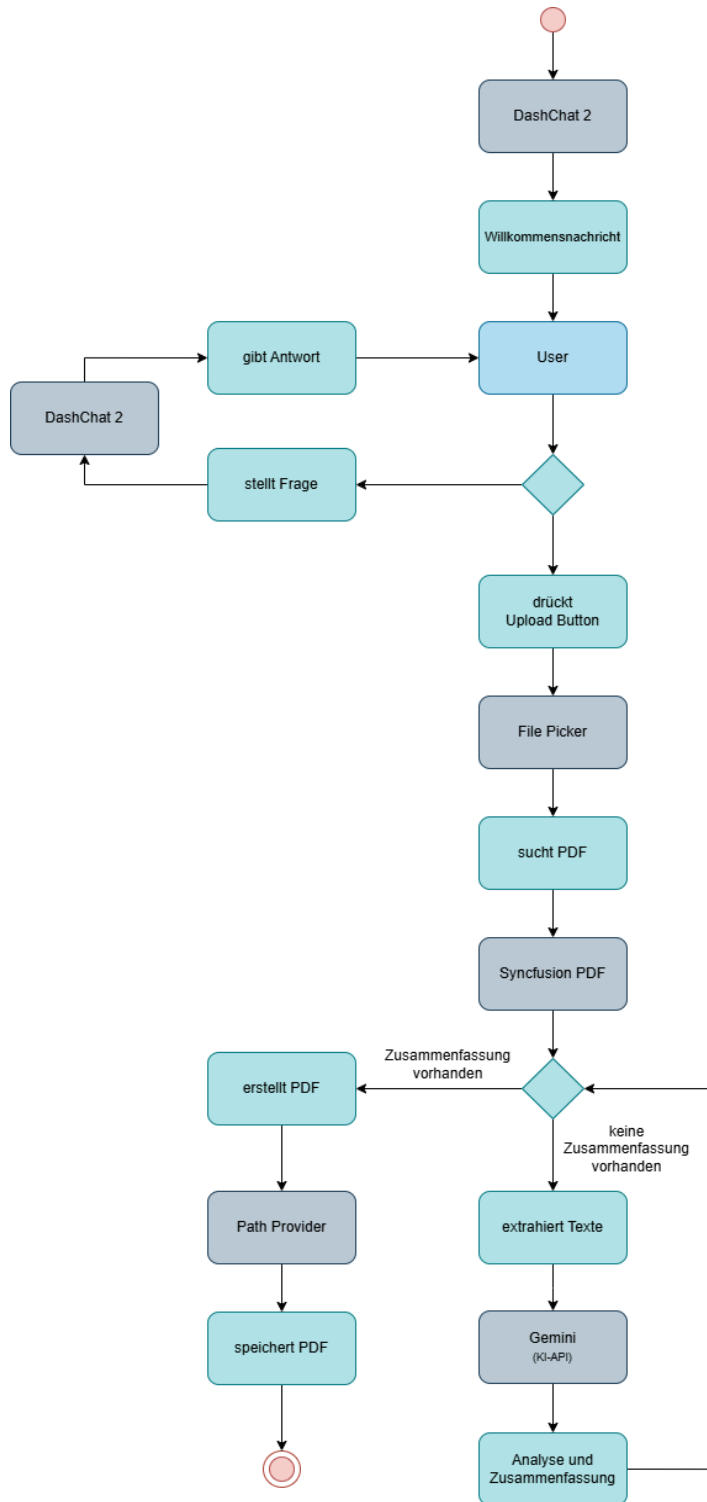 DashChat 2
Willkommensnachricht
gibt Antwort
User
DashChat 2
stellt Frage
drückt
Upload Button
File Picker
sucht PDF
Syncfusion PDF
Zusammenfassung
vorhanden
erstellt PDF
keine
Zusammenfassung
vorhanden
Path Provider
extrahiert Texte
speichert PDF
Gemini
(KI-API)
Analyse und
Zusammenfassung